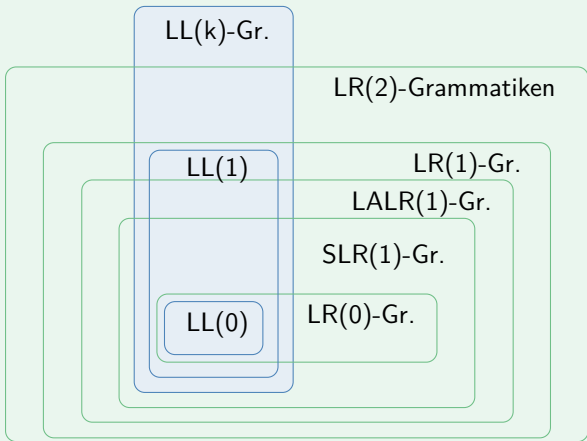 LL(k)-Gr.
LR(2)-Grammatiken
LR(1)-Gr.
LL(1)
LALR(1)-Gr.
SLR(1)-Gr.
LR(0)-Gr.
LL(0)